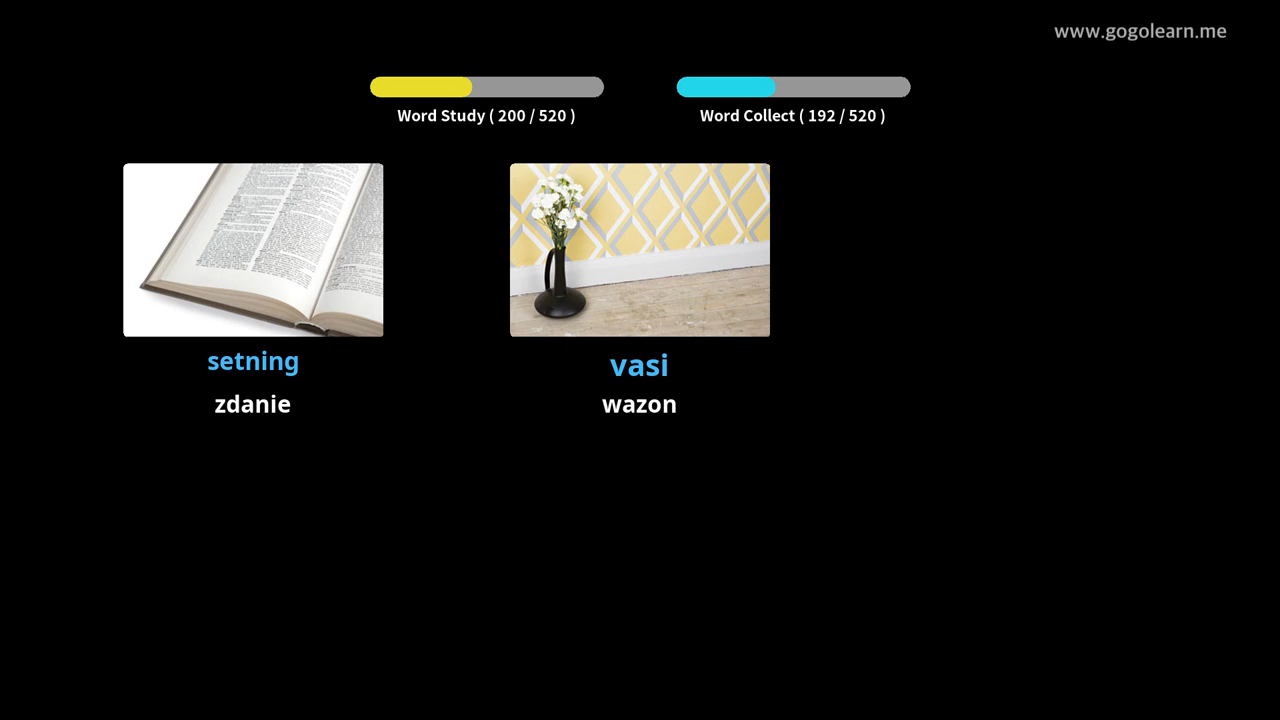 www.gogolearn.me
Word Study ( 200 / 520 )
Word Collect ( 192 / 520 )
setning
zdanie
vasi
wazon